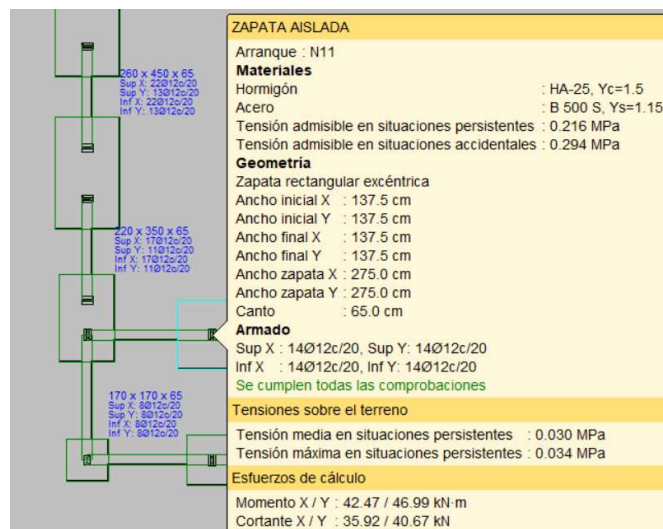 260 x 450 x 65
Sup X: 22Ø12c/20
Sup Y: 13Ø12c/20
Inf X: 22Ø12c/20
Inf Y: 13Ø12c/20
220 x 350 x 65
Sup X: 17Ø12c/20
Sup Y: 11Ø12c/20
Inf X: 17Ø12c/20
Inf Y: 11Ø12c/20
170 x 170 x 65
Sup X: 8Ø12c/20
Sup Y: 8Ø12c/20
Inf X: 8Ø12c/20
Inf Y: 8Ø12c/20
ZAPATA AISLADA
Arranque : N11
Materiales
Hormigón : HA-25, Yc=1.5
Acero : B 500 S, Ys=1.15
Tensión admisible en situaciones persistentes : 0.216 MPa
Tensión admisible en situaciones accidentales : 0.294 MPa
Geometría
Zapata rectangular excéntrica
Ancho inicial X : 137.5 cm
Ancho inicial Y : 137.5 cm
Ancho final X : 137.5 cm
Ancho final Y : 137.5 cm
Ancho zapata X : 275.0 cm
Ancho zapata Y : 275.0 cm
Canto : 65.0 cm
Armado
Sup X : 14Ø12c/20, Sup Y: 14Ø12c/20
Inf X : 14Ø12c/20, Inf Y: 14Ø12c/20
Se cumplen todas las comprobaciones
Tensiones sobre el terreno
Tensión media en situaciones persistentes : 0.030 MPa
Tensión máxima en situaciones persistentes : 0.034 MPa
Esfuerzos de cálculo
Momento X / Y : 42.47 / 46.99 kN·m
Cortante X / Y : 35.92 / 40.67 kN